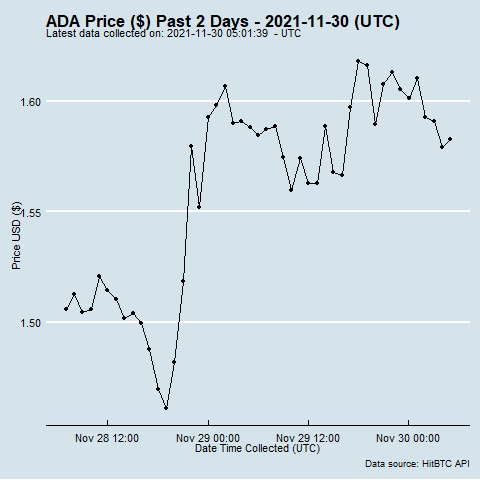 ADA Price ($) Past 2 Days - 2021-11-30 (UTC)
Latest data collected on: 2021-11-30 05:01:39 - UTC
1.60
1.55
1.50
Price USD ($)
Nov 28 12:00 Nov 29 00:00 Nov 29 12:00 Nov 30 00:00
Date Time Collected (UTC)
Data source: HitBTC API